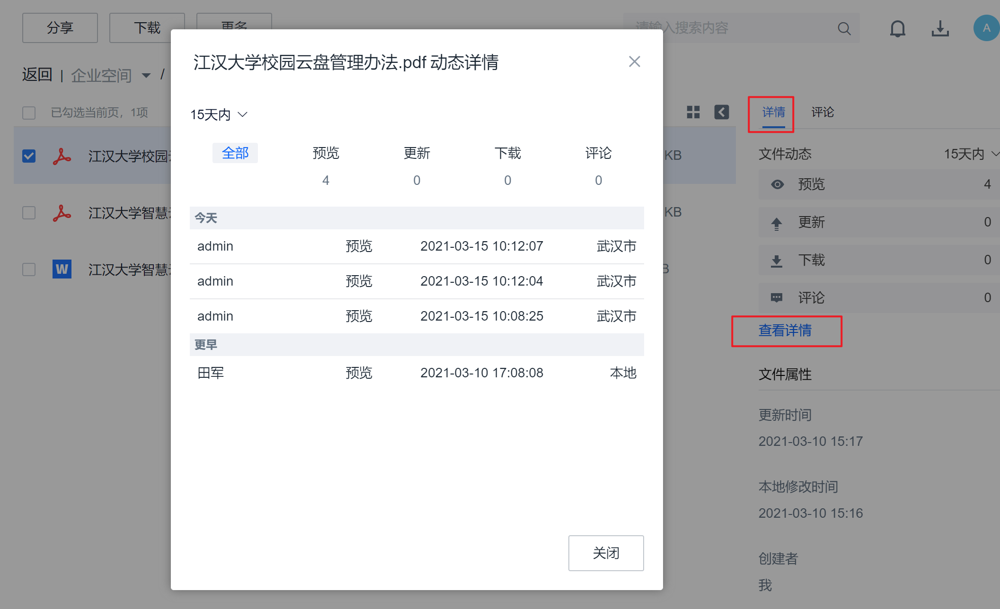 分享 下载 更多 请输入搜索内容 A
返回 | 企业空间 /
江汉大学校园云盘管理办法.pdf 动态详情
已勾选当前页，1项
15天内
详情 评论
全部 预览 更新 下载 评论
4 0 0 0
江汉大学校园 KB
江汉大学智慧 KB
W 江汉大学智慧 B
今天
admin 预览 2021-03-15 10:12:07 武汉市
admin 预览 2021-03-15 10:12:04 武汉市
admin 预览 2021-03-15 10:08:25 武汉市
更早
田军 预览 2021-03-10 17:08:08 本地
关闭
文件动态 15天内
预览 4
更新 0
下载 0
评论 0
查看详情
文件属性
更新时间
2021-03-10 15:17
本地修改时间
2021-03-10 15:16
创建者
我